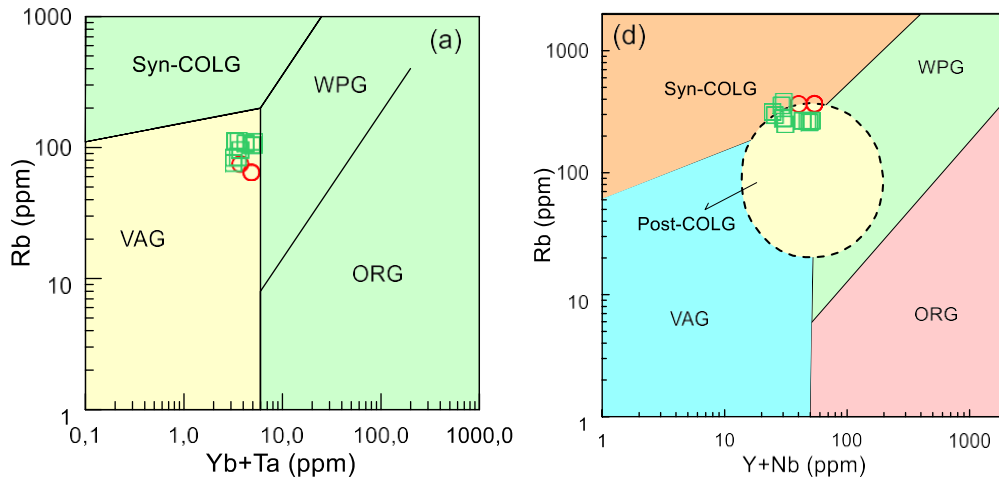 1000
100
10
1
Rb (ppm)
(a)
Syn-COLG
WPG
VAG
ORG
0,1
1,0
10,0
100,0
1000,0
Yb+Ta (ppm)
1000
100
10
1
Rb (ppm)
(d)
Syn-COLG
WPG
Post-COLG
VAG
ORG
1
10
100
1000
Y+Nb (ppm)